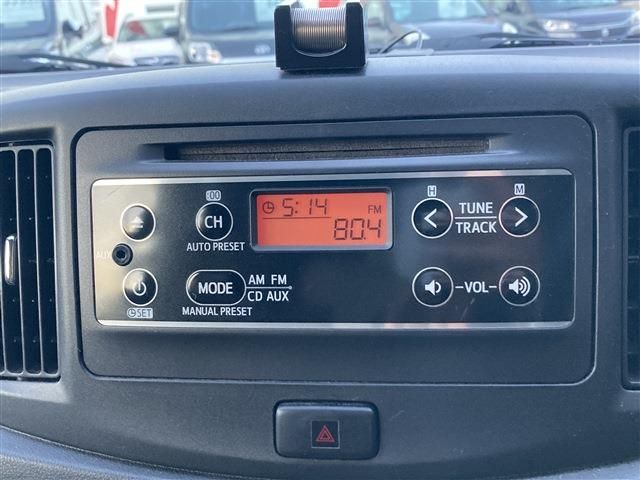 :00
H
M
CH
AUTO PRESET
5:14
FM
80.4
< TUNE >
TRACK
AUX
MODE
AM FM
CD AUX
-VOL-
SET
MANUAL PRESET